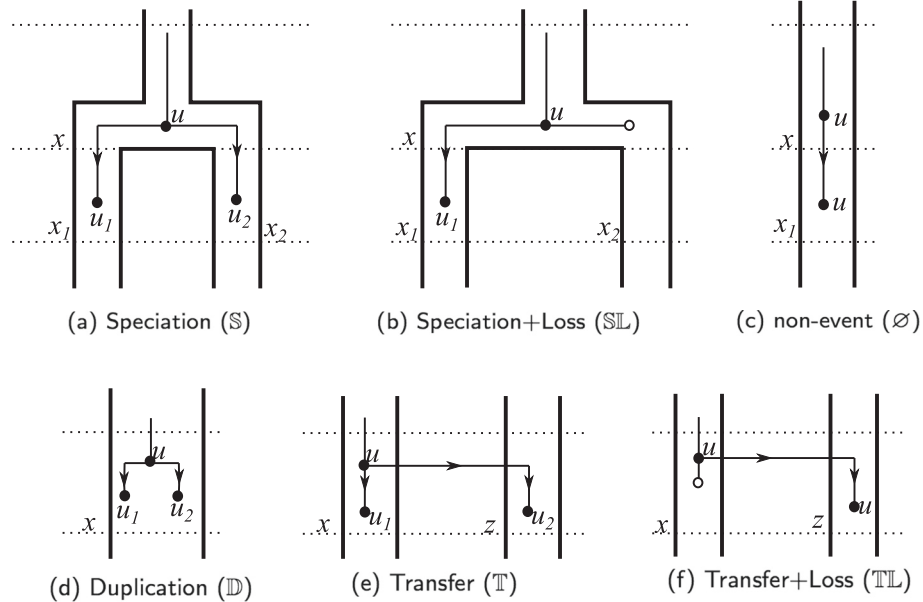 u
x
u1
u2
x1
x2
(a) Speciation (𝕊)
u
x
u1
x1
x2
(b) Speciation+Loss (𝕊𝕃)
u
x
u
x1
(c) non-event (∅)
u
u1
u2
x
(d) Duplication (𝔻)
u
u1
u2
x
z
(e) Transfer (𝕋)
u
u
x
z
(f) Transfer+Loss (𝕋𝕃)